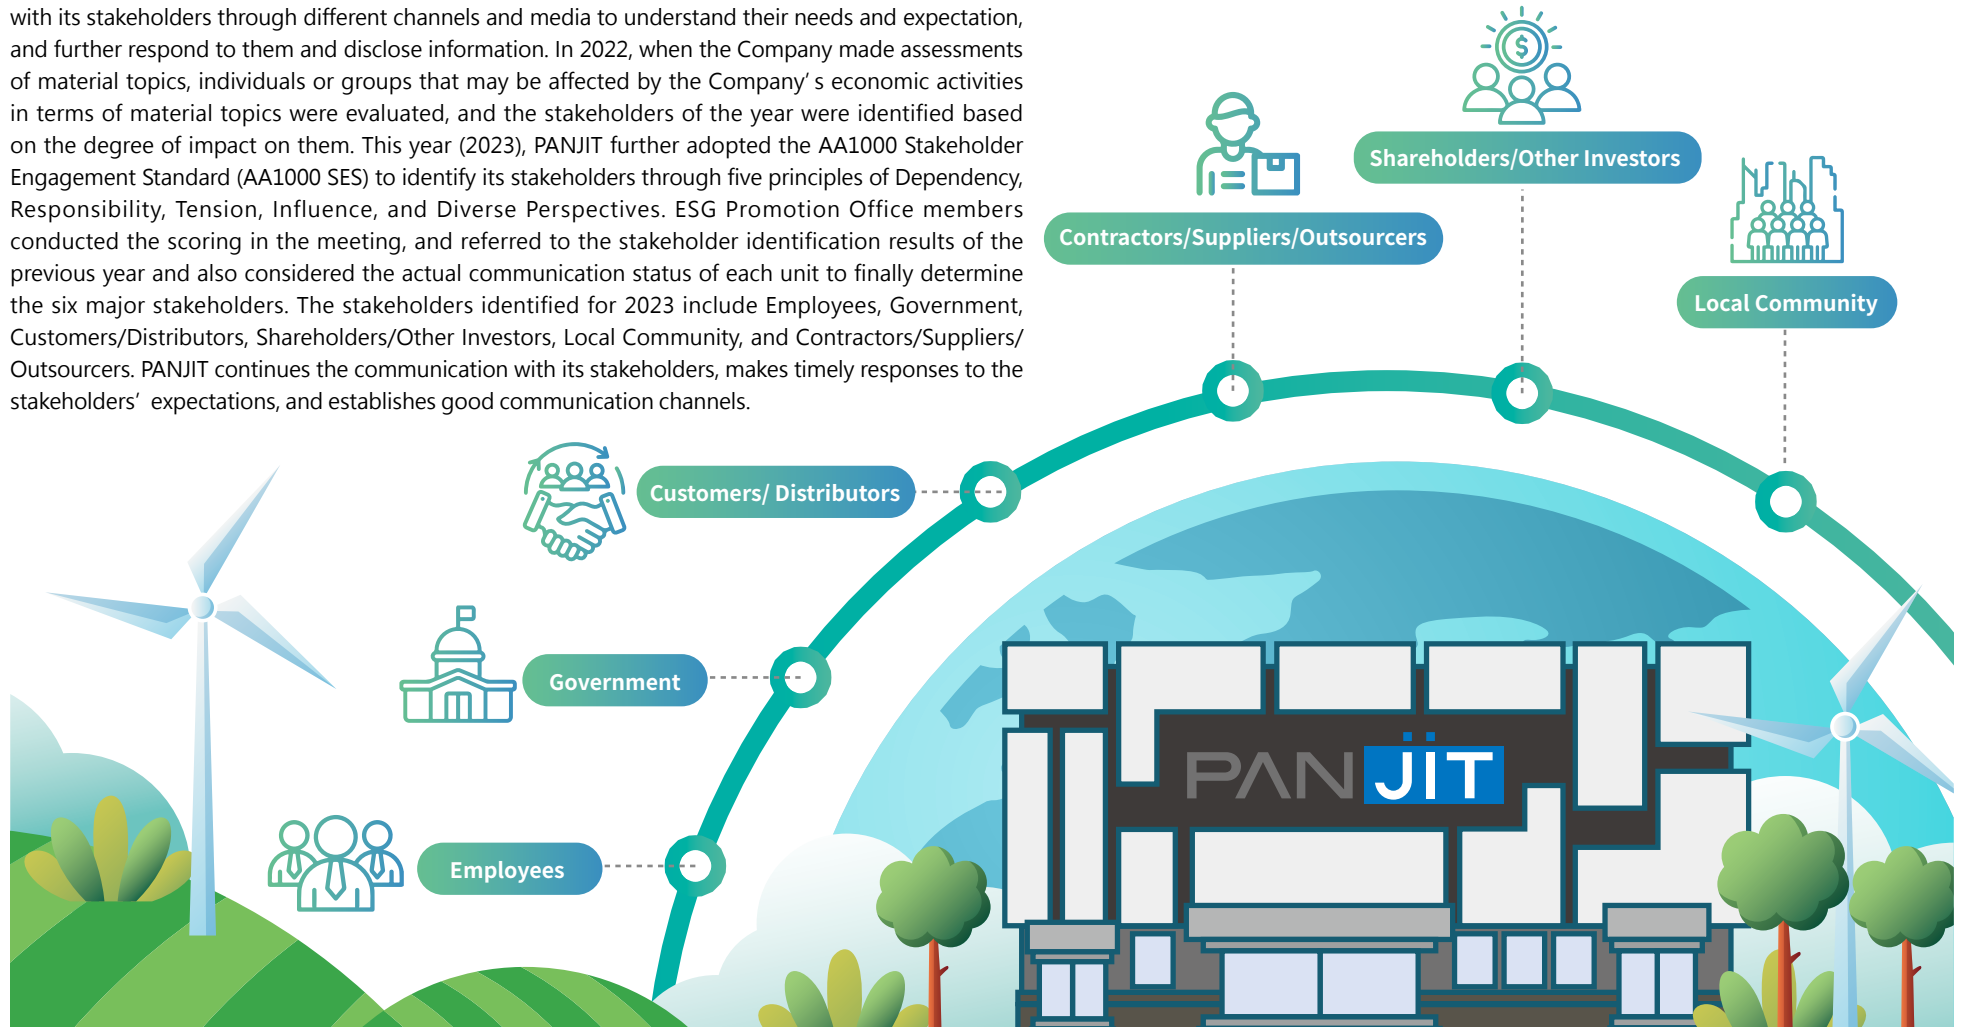 with its stakeholders through different channels and media to understand their needs and expectation,
and further respond to them and disclose information. In 2022, when the Company made assessments
of material topics, individuals or groups that may be affected by the Company’s economic activities
in terms of material topics were evaluated, and the stakeholders of the year were identified based
on the degree of impact on them. This year (2023), PANJIT further adopted the AA1000 Stakeholder
Engagement Standard (AA1000 SES) to identify its stakeholders through five principles of Dependency,
Responsibility, Tension, Influence, and Diverse Perspectives. ESG Promotion Office members
conducted the scoring in the meeting, and referred to the stakeholder identification results of the
previous year and also considered the actual communication status of each unit to finally determine
the six major stakeholders. The stakeholders identified for 2023 include Employees, Government,
Customers/Distributors, Shareholders/Other Investors, Local Community, and Contractors/Suppliers/
Outsourcers. PANJIT continues the communication with its stakeholders, makes timely responses to the
stakeholders’ expectations, and establishes good communication channels.
Shareholders/Other Investors
Contractors/Suppliers/Outsourcers
Local Community
Customers/ Distributors
Government
Employees
PANJIT